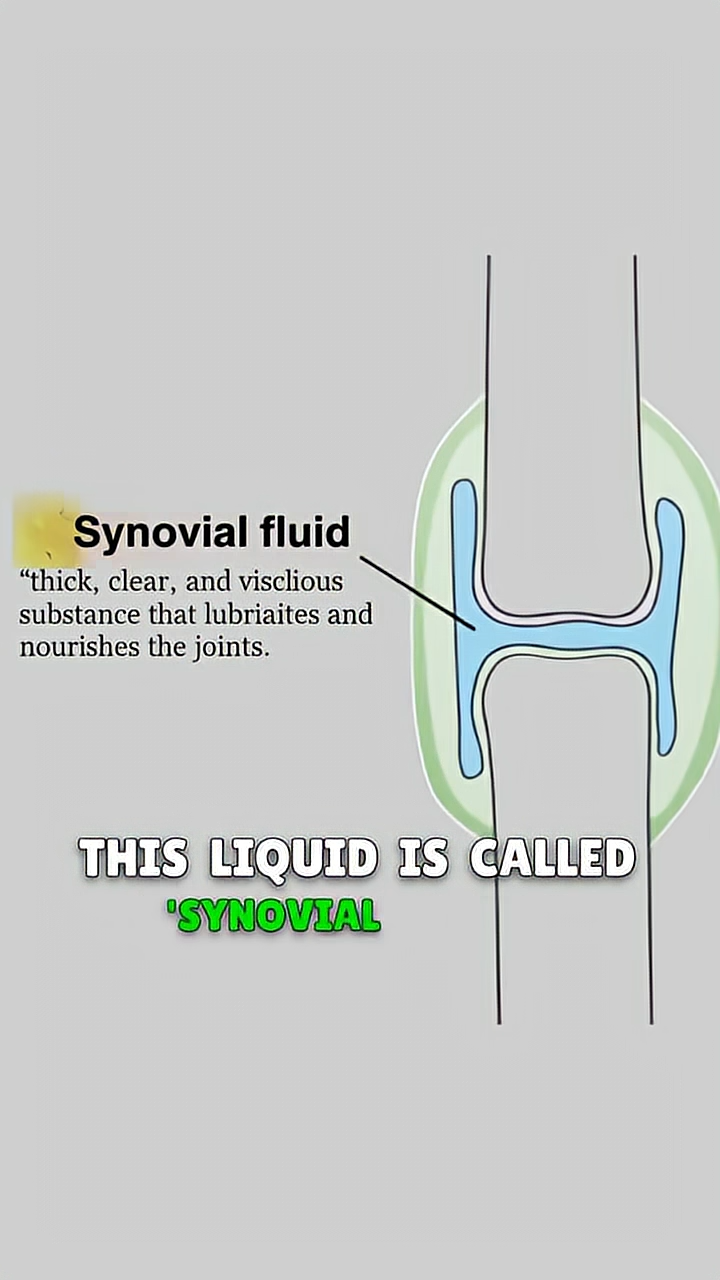 Synovial fluid
“thick, clear, and visclious
substance that lubriaites and
nourishes the joints.
THIS LIQUID IS CALLED
'SYNOVIAL